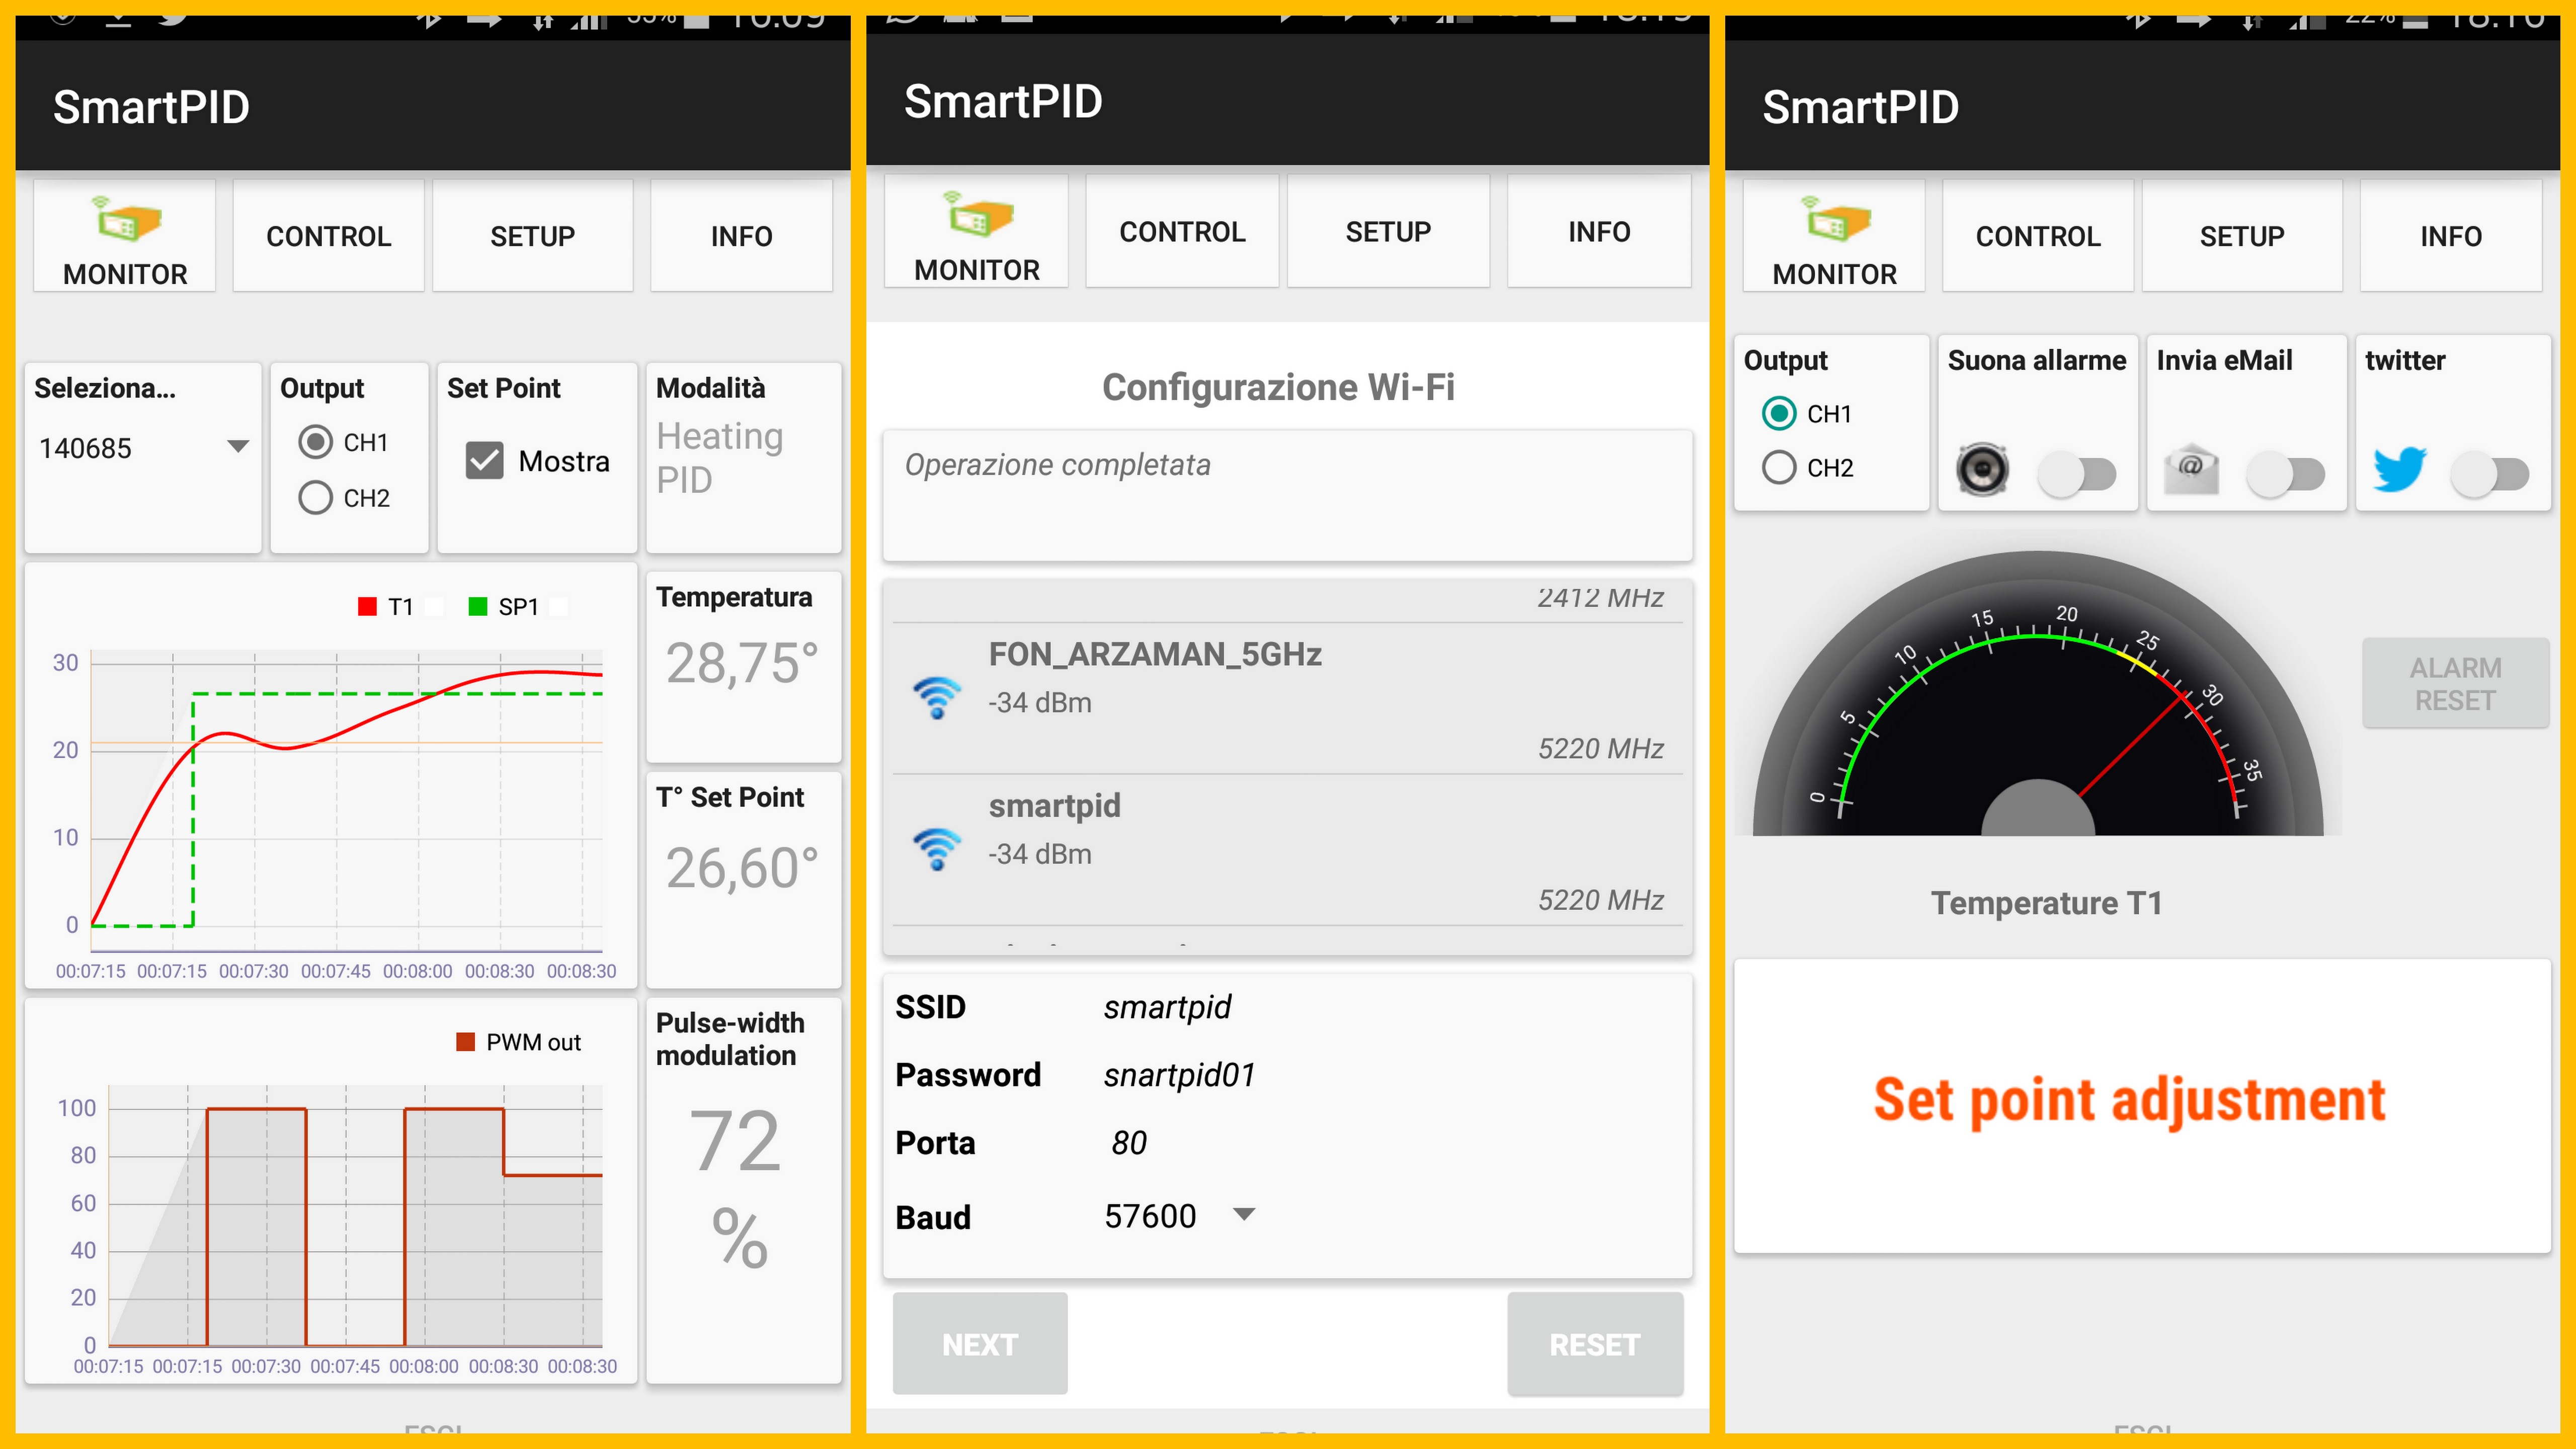 SmartPID
MONITOR
CONTROL
SETUP
INFO
Seleziona...
140685
Output
CH1
CH2
Set Point
Mostra
Modalità
Heating
PID
T1
SP1
30
20
10
0
00:07:15 00:07:15 00:07:30 00:07:45 00:08:00 00:08:30 00:08:30
Temperatura
28,75°
T° Set Point
26,60°
PWM out
100
80
60
40
20
0
00:07:15 00:07:15 00:07:30 00:07:45 00:08:00 00:08:30 00:08:30
Pulse-width
modulation
72
%
SmartPID
MONITOR
CONTROL
SETUP
INFO
Configurazione Wi-Fi
Operazione completata
2412 MHz
FON_ARZAMAN_5GHz
-34 dBm
5220 MHz
smartpid
-34 dBm
5220 MHz
SSID smartpid
Password snartpid01
Porta 80
Baud 57600
NEXT
RESET
22%
SmartPID
MONITOR
CONTROL
SETUP
INFO
Output
CH1
CH2
Suona allarme
Invia eMail
@
twitter
0 5 10 15 20 25 30 35
ALARM
RESET
Temperature T1
Set point adjustment